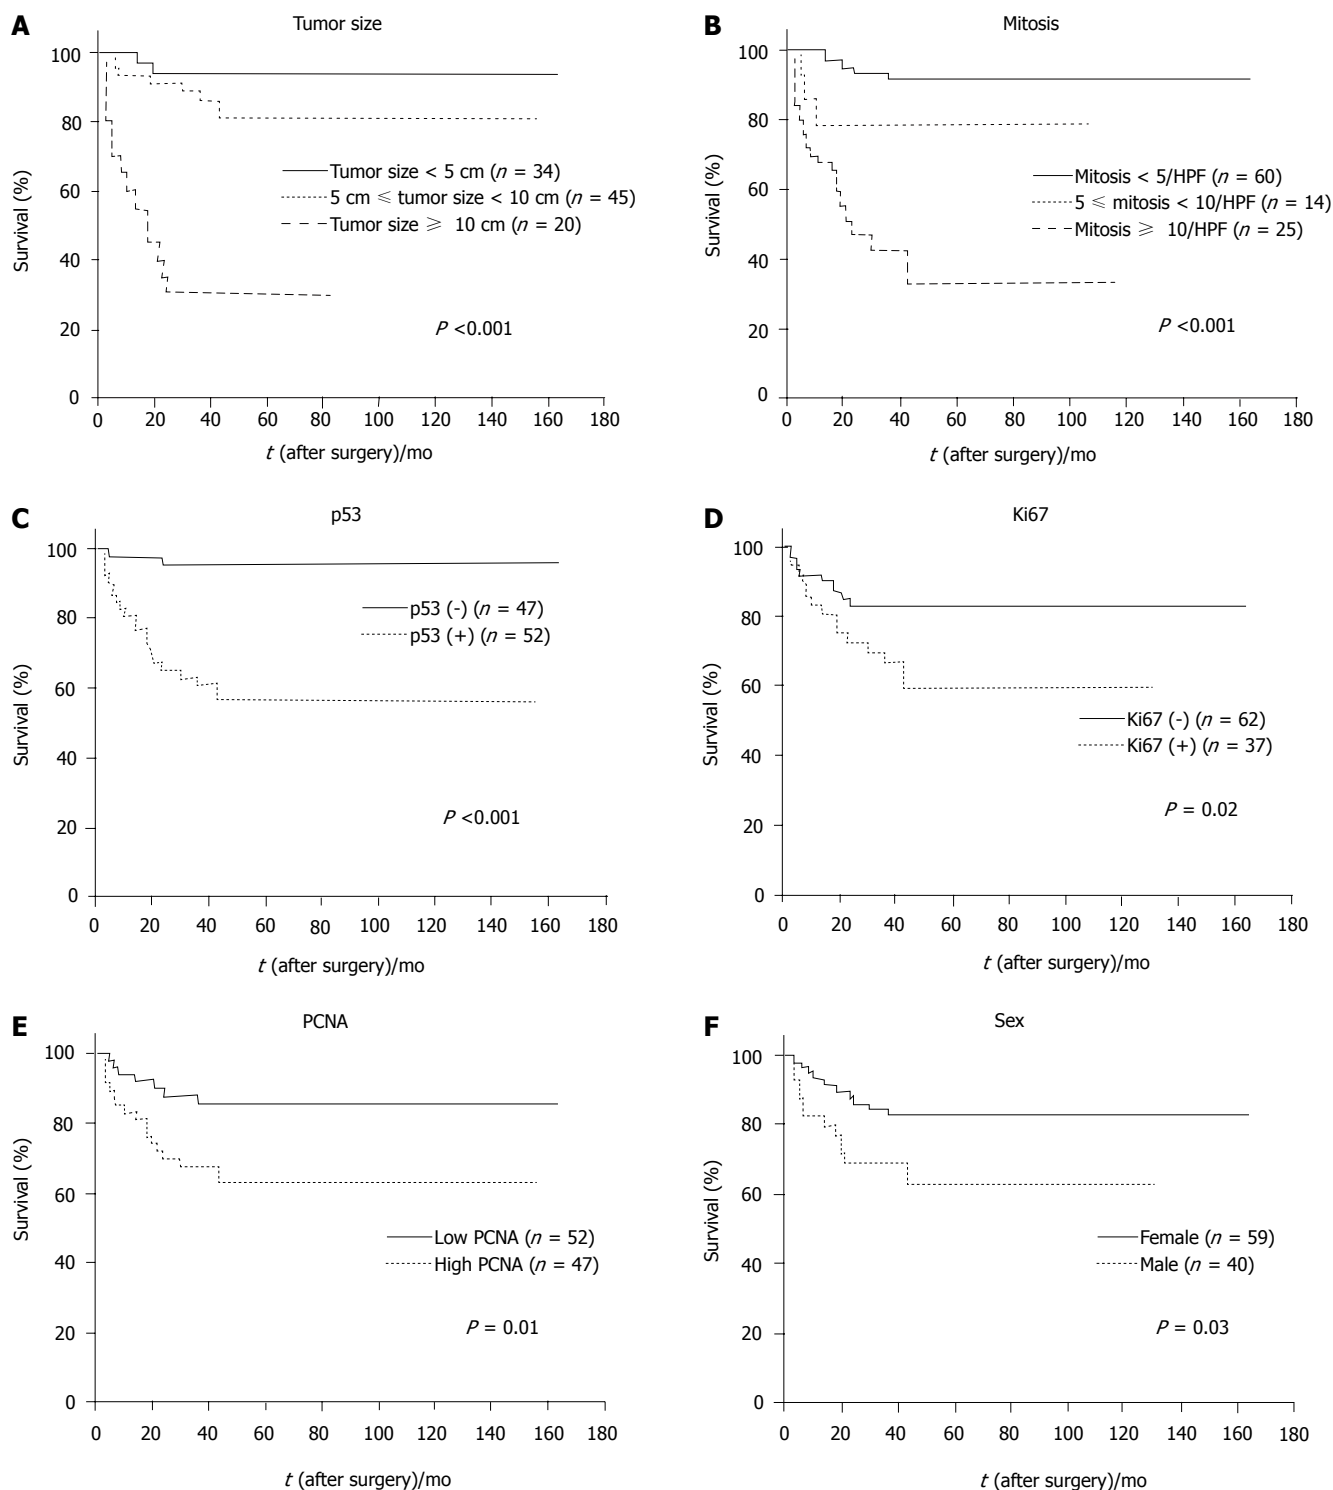 A
Tumor size
100
80
60
40
20
0
Survival (%)
Tumor size < 5 cm (n = 34)
5 cm ⩽ tumor size < 10 cm (n = 45)
Tumor size ⩾ 10 cm (n = 20)
P <0.001
0 20 40 60 80 100 120 140 160 180
t (after surgery)/mo
B
Mitosis
100
80
60
40
20
0
Survival (%)
Mitosis < 5/HPF (n = 60)
5 ⩽ mitosis < 10/HPF (n = 14)
Mitosis ⩾ 10/HPF (n = 25)
P <0.001
0 20 40 60 80 100 120 140 160 180
t (after surgery)/mo
C
p53
100
80
60
40
20
0
Survival (%)
p53 (-) (n = 47)
p53 (+) (n = 52)
P <0.001
0 20 40 60 80 100 120 140 160 180
t (after surgery)/mo
D
Ki67
100
80
60
40
20
0
Survival (%)
Ki67 (-) (n = 62)
Ki67 (+) (n = 37)
P = 0.02
0 20 40 60 80 100 120 140 160 180
t (after surgery)/mo
E
PCNA
100
80
60
40
20
0
Survival (%)
Low PCNA (n = 52)
High PCNA (n = 47)
P = 0.01
0 20 40 60 80 100 120 140 160 180
t (after surgery)/mo
F
Sex
100
80
60
40
20
0
Survival (%)
Female (n = 59)
Male (n = 40)
P = 0.03
0 20 40 60 80 100 120 140 160 180
t (after surgery)/mo